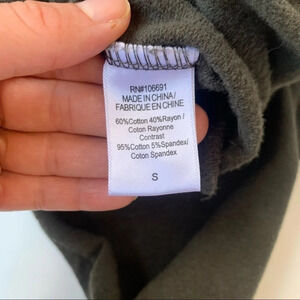 RN#106691
MADE IN CHINA/
FABRIQUE EN CHINE
60%Cotton 40%Rayon/
Coton Rayonne
Contrast
95%Cotton 5%Spandex/
Coton Spandex
S